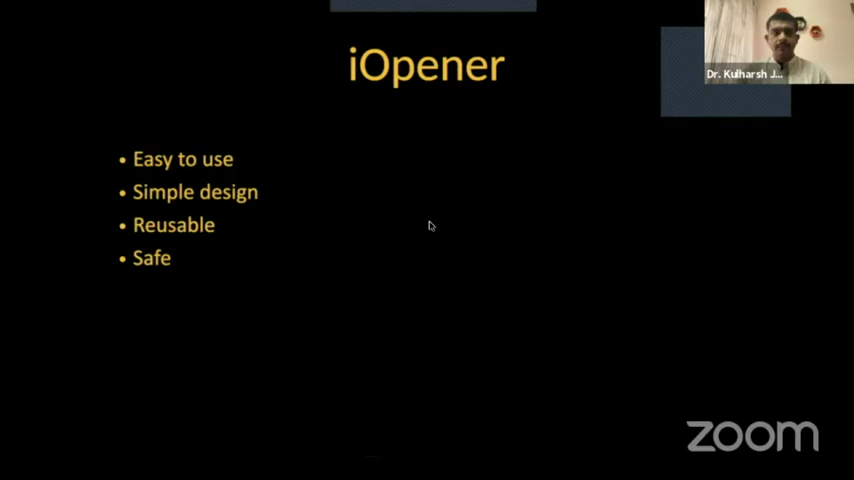 iOpener
Dr. Kulharsh J...
• Easy to use
• Simple design
• Reusable
• Safe
zoom